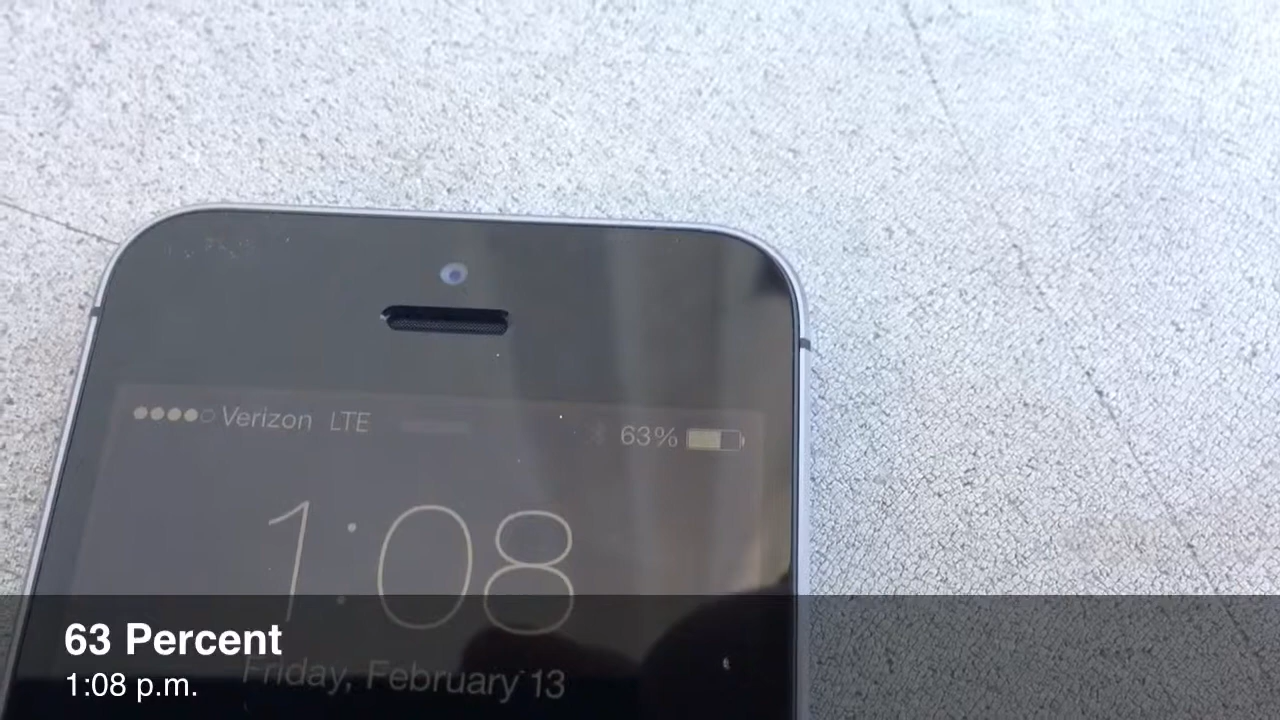 Verizon LTE 63%
1:08
Friday, February 13
63 Percent
1:08 p.m.